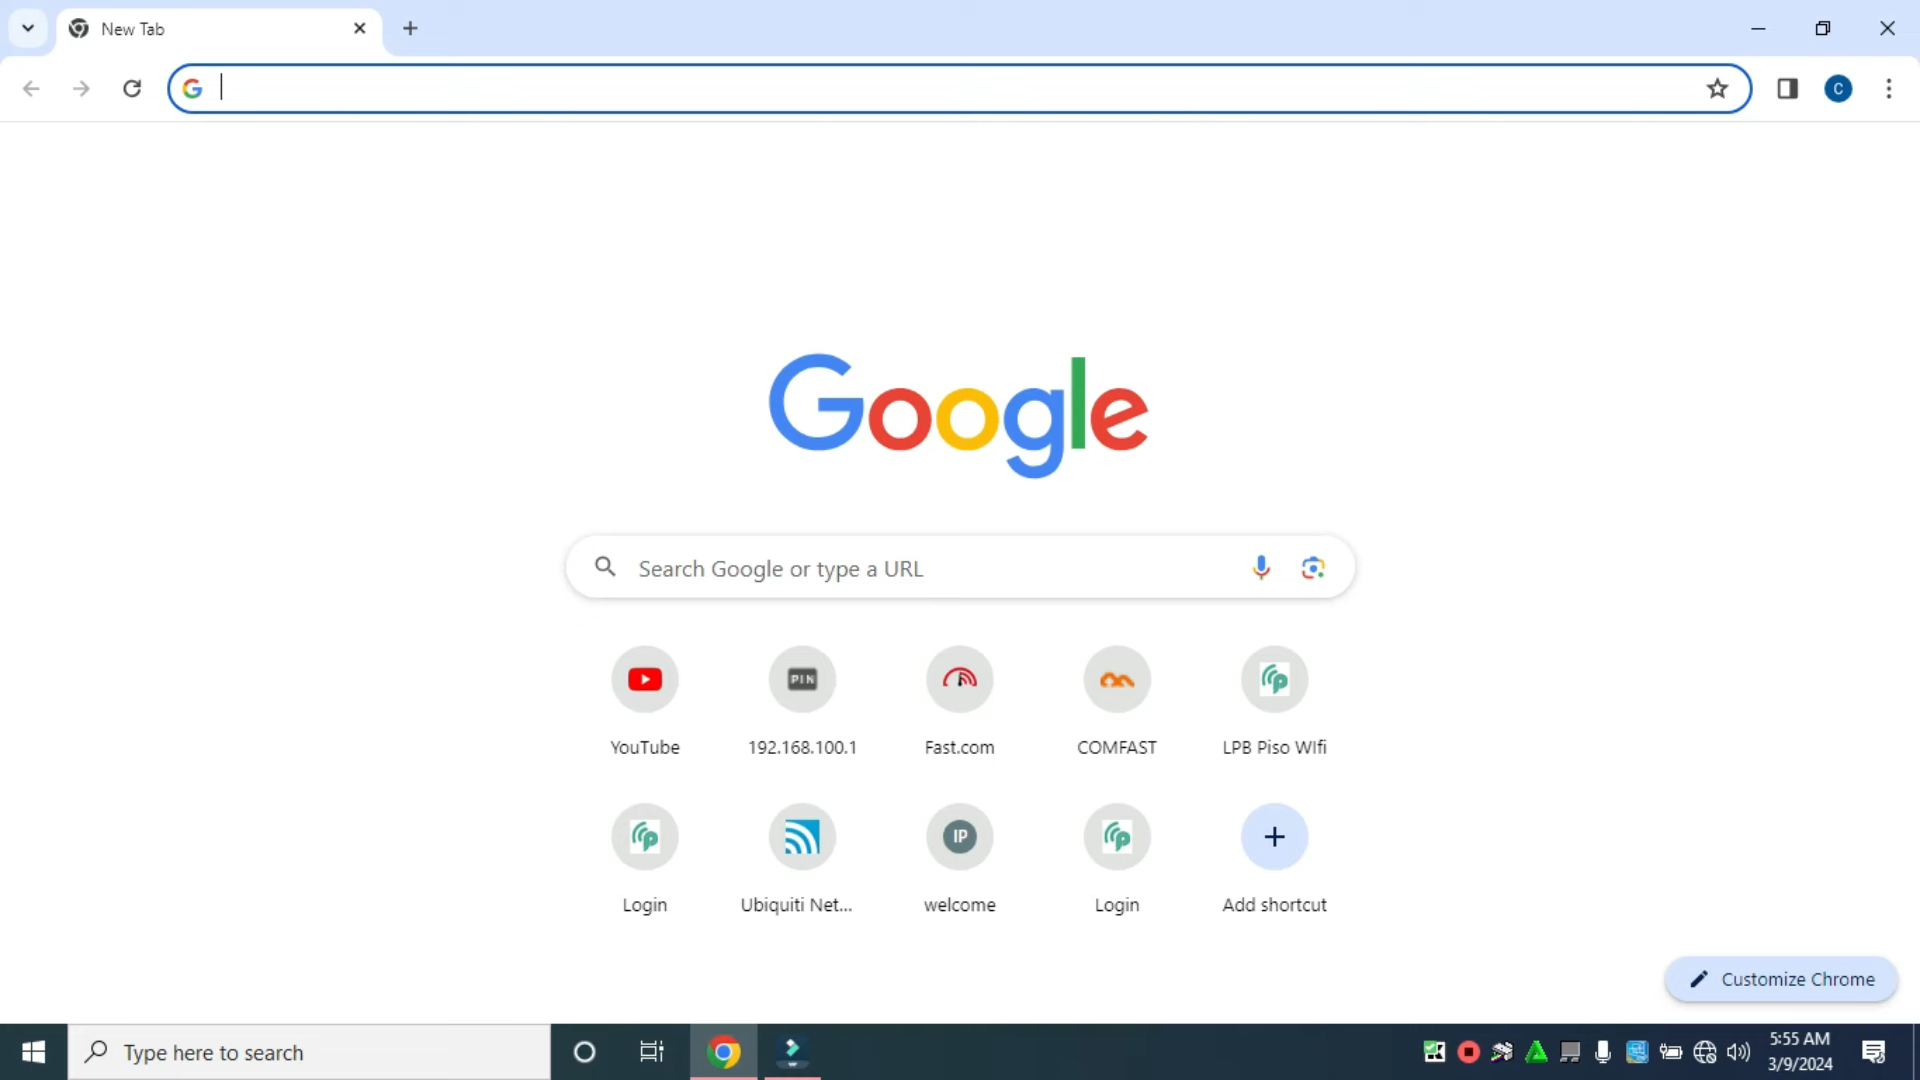 New Tab
C
Google
Search Google or type a URL
PIN
YouTube
192.168.100.1
Fast.com
COMFAST
LPB Piso WIfi
IP
Login
Ubiquiti Net...
welcome
Login
Add shortcut
Customize Chrome
Type here to search
5:55 AM
3/9/2024